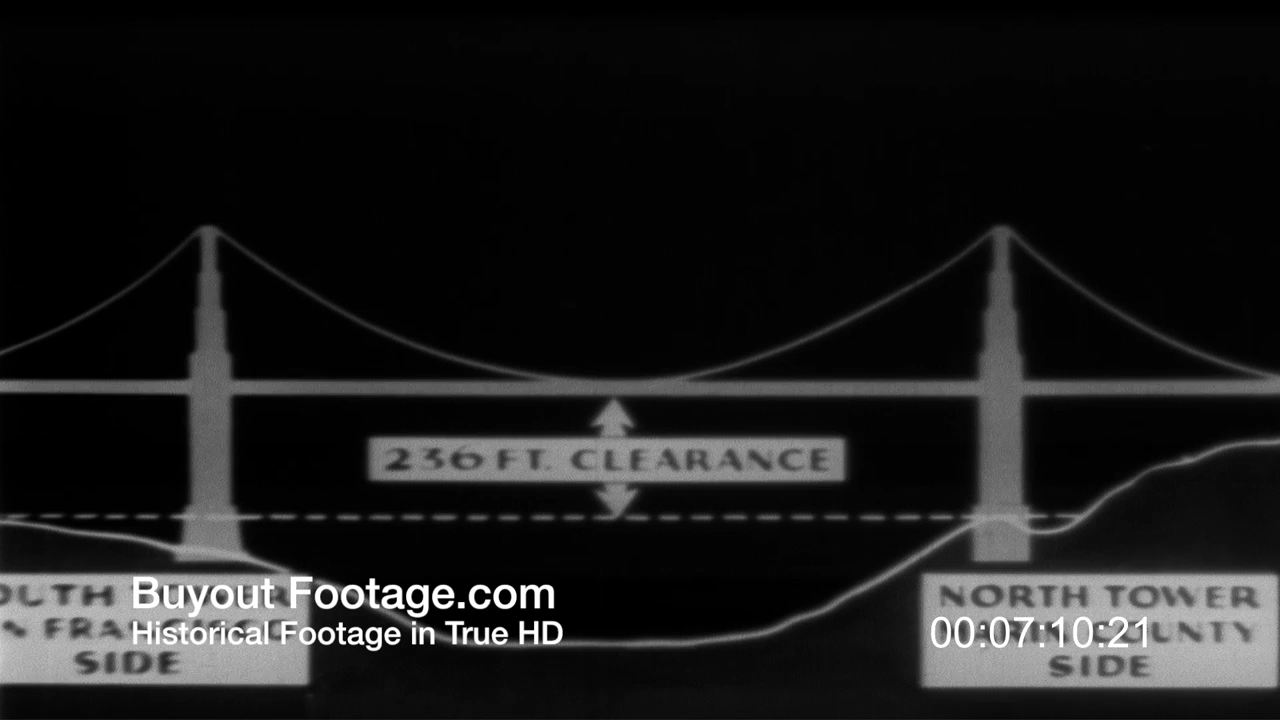 236 FT. CLEARANCE
NORTH TOWER
SIDE
SIDE
Buyout Footage.com
Historical Footage in True HD
00:07:10:21